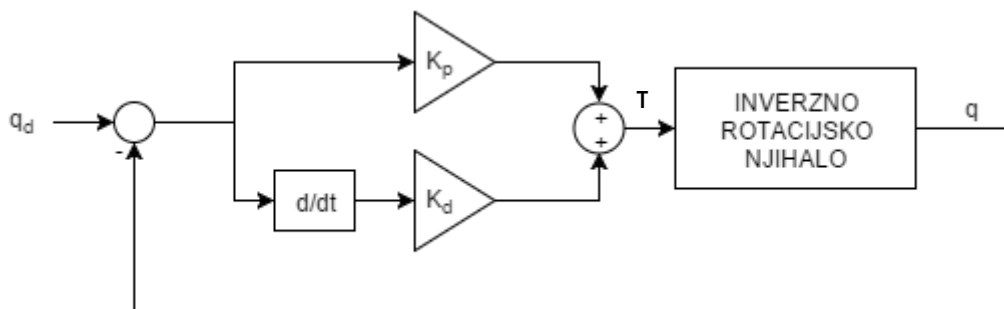 K_p
q_d
-
+
+
T
INVERZNO
ROTACIJSKO
NJIHALO
q
d/dt
K_d